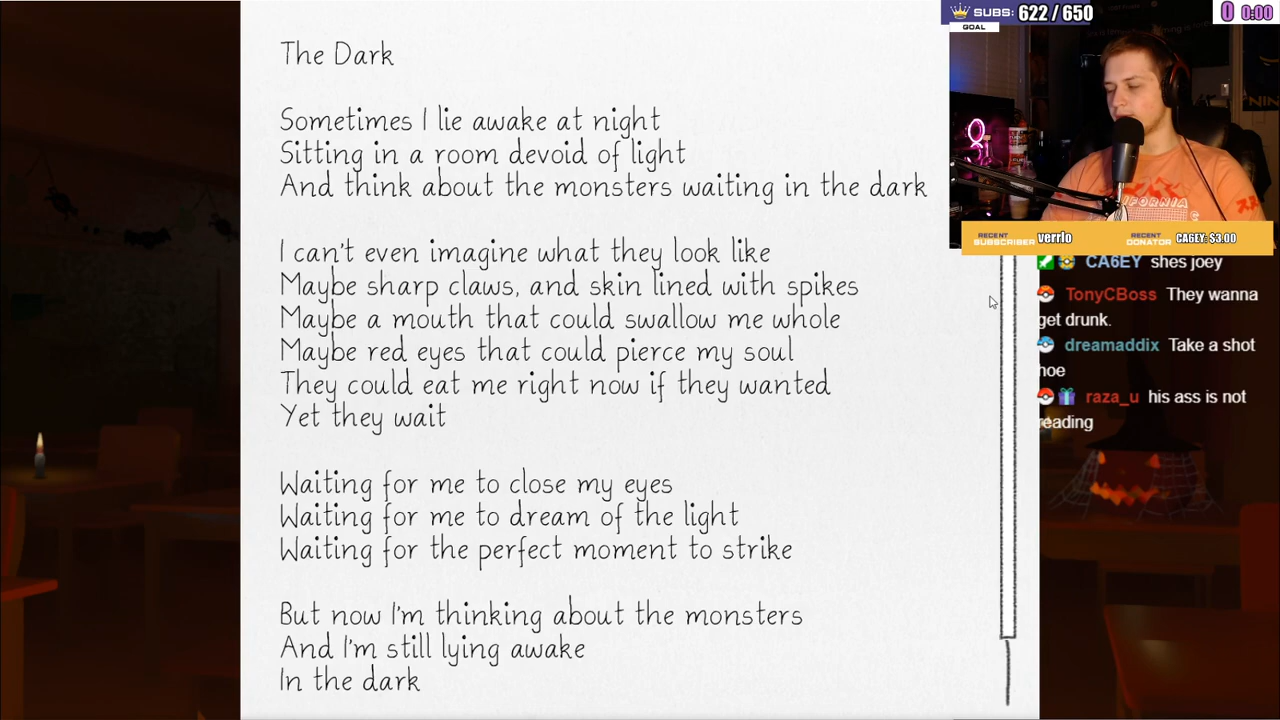 The Dark
Sometimes I lie awake at night
Sitting in a room devoid of light
And think about the monsters waiting in the dark
I can't even imagine what they look like
Maybe sharp claws, and skin lined with spikes
Maybe a mouth that could swallow me whole
Maybe red eyes that could pierce my soul
They could eat me right now if they wanted
Yet they wait
Waiting for me to close my eyes
Waiting for me to dream of the light
Waiting for the perfect moment to strike
But now I'm thinking about the monsters
And I'm still lying awake
In the dark
SUBS: 622 / 650
GOAL
0 0:00
CALIFORNIA
RECENT SUBSCRIBER verrlo
RECENT DONATOR CA6EY: $3.00
CA6EY shes joey
TonyCBoss They wanna
get drunk.
dreamaddix Take a shot
hoe
raza_u his ass is not
reading